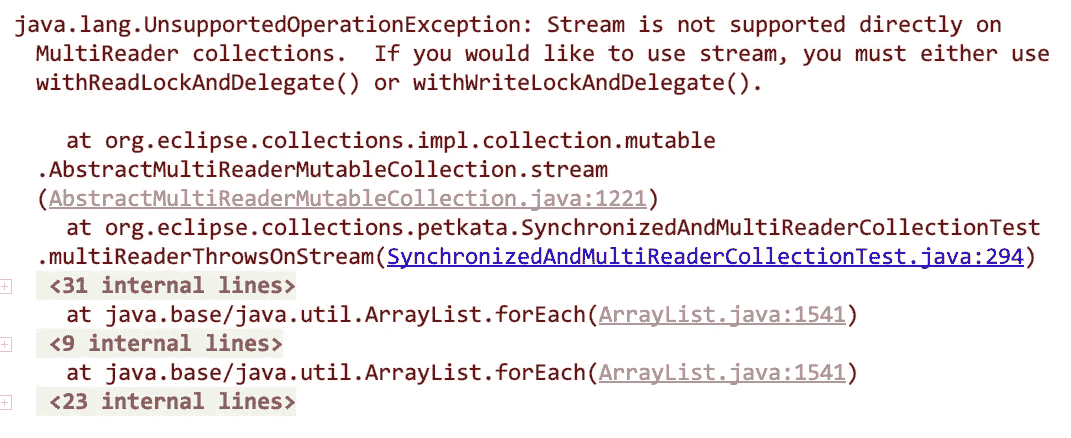 java.lang.UnsupportedOperationException: Stream is not supported directly on
MultiReader collections.  If you would like to use stream, you must either use
withReadLockAndDelegate() or withWriteLockAndDelegate().
at org.eclipse.collections.impl.collection.mutable
.AbstractMultiReaderMutableCollection.stream
(AbstractMultiReaderMutableCollection.java:1221)
at org.eclipse.collections.petkata.SynchronizedAndMultiReaderCollectionTest
.multiReaderThrowsOnStream(SynchronizedAndMultiReaderCollectionTest.java:294)
<31 internal lines>
at java.base/java.util.ArrayList.forEach(ArrayList.java:1541)
<9 internal lines>
at java.base/java.util.ArrayList.forEach(ArrayList.java:1541)
<23 internal lines>